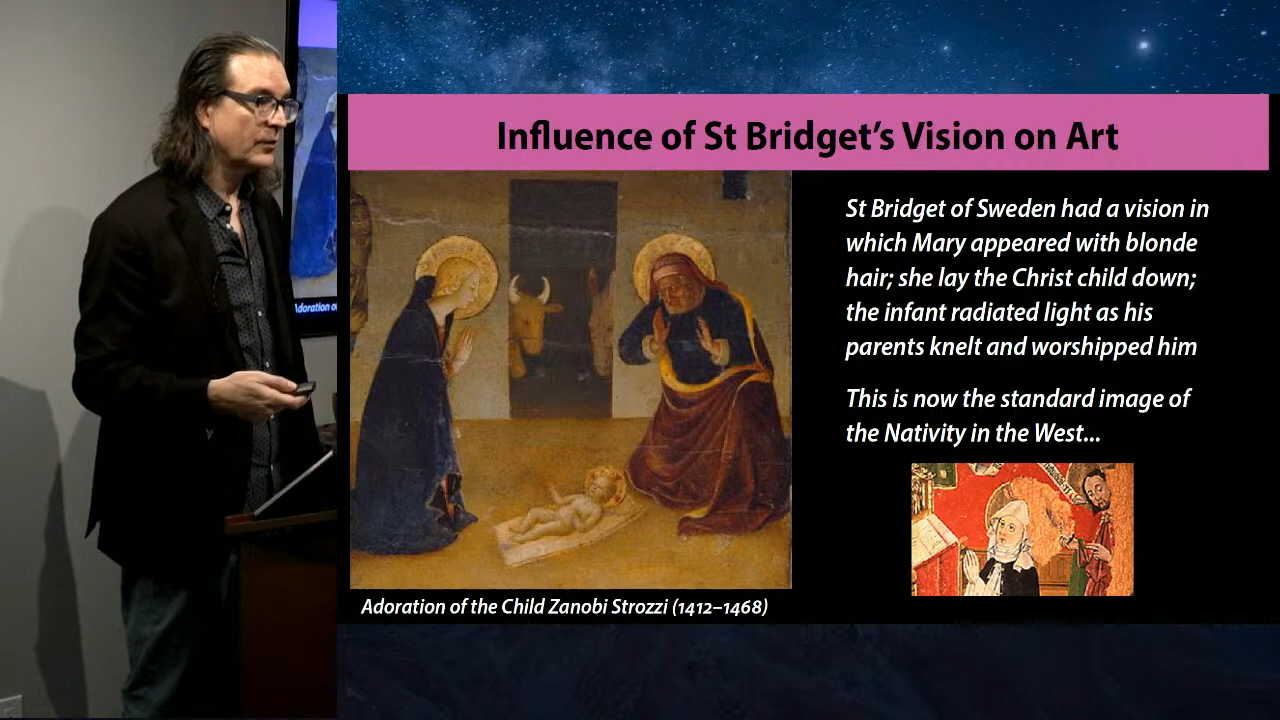 Influence of St Bridget's Vision on Art
St Bridget of Sweden had a vision in
which Mary appeared with blonde
hair; she lay the Christ child down;
the infant radiated light as his
parents knelt and worshipped him
This is now the standard image of
the Nativity in the West...
Adoration of the Child Zanobi Strozzi (1412–1468)
Adoration o